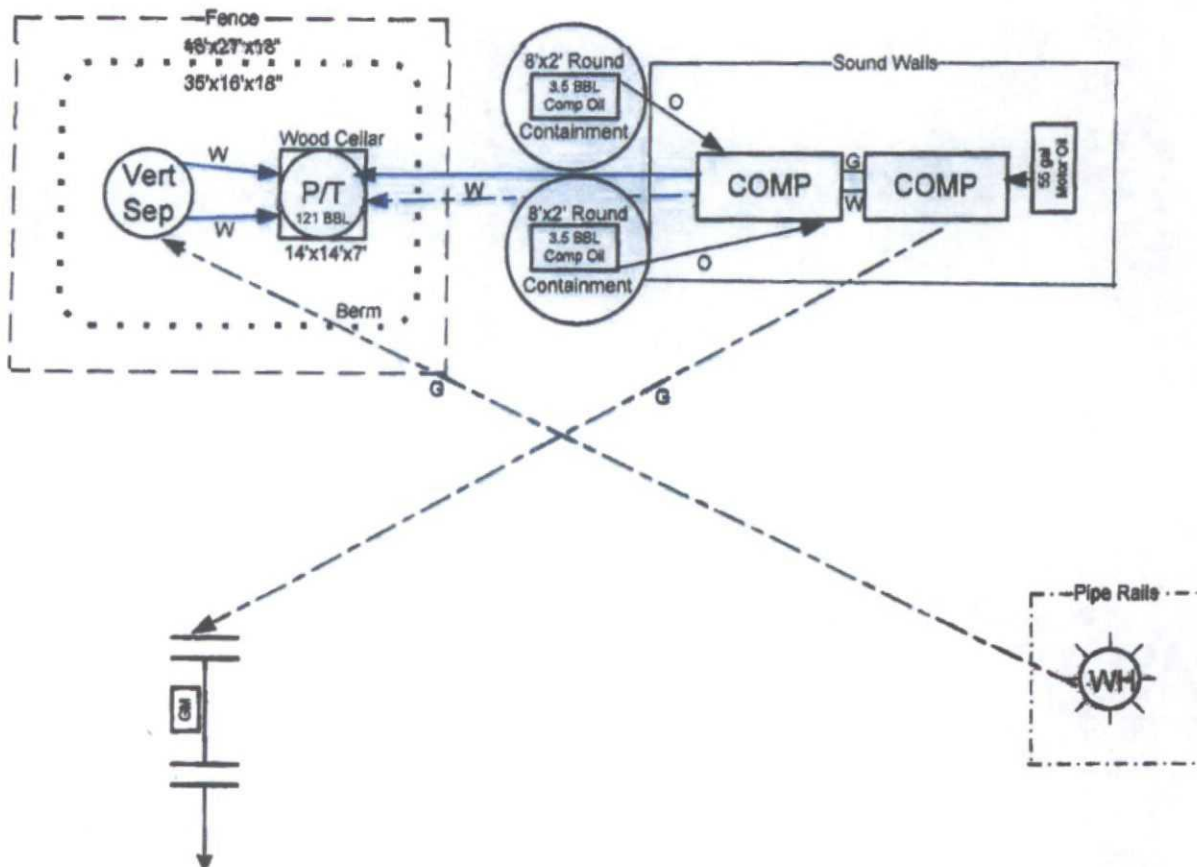 Fence
48'x27'x18"
35'x16'x18"
Wood Cellar
Vert
Sep
W
W
P/T
121 BBL
14'x14'x7'
Berm
8'x2' Round
3.5 BBL
Comp Oil
Containment
8'x2' Round
3.5 BBL
Comp Oil
Containment
W
O
O
Sound Walls
COMP
G
W
COMP
55 gal
Motor Oil
G
G
GM
Pipe Rails
WH